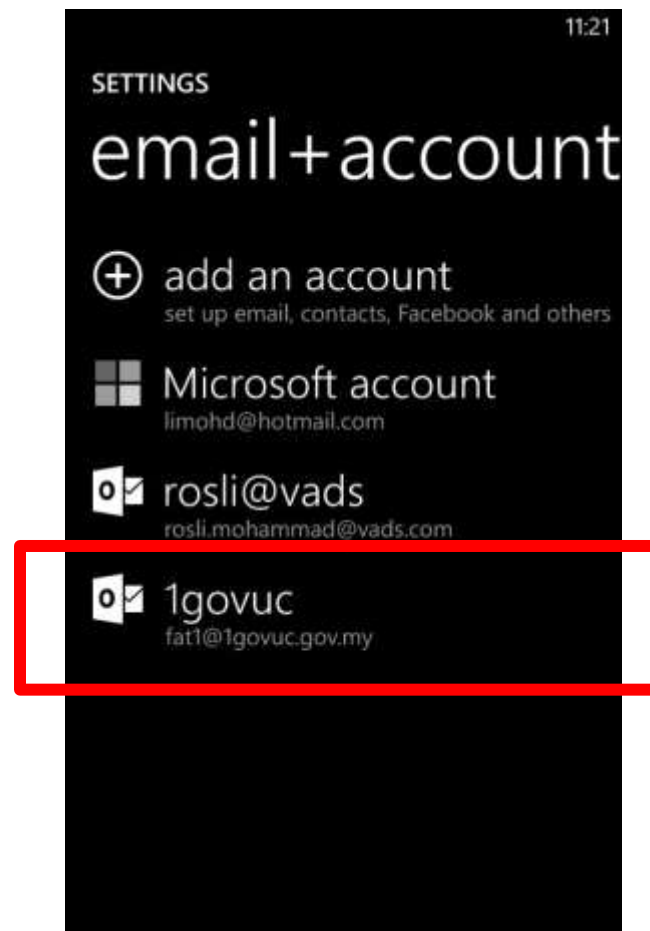 11:21
SETTINGS
email+account
add an account
set up email, contacts, Facebook and others
Microsoft account
limohd@hotmail.com
rosli@vads
rosli.mohammad@vads.com
1govuc
fat1@1govuc.gov.my